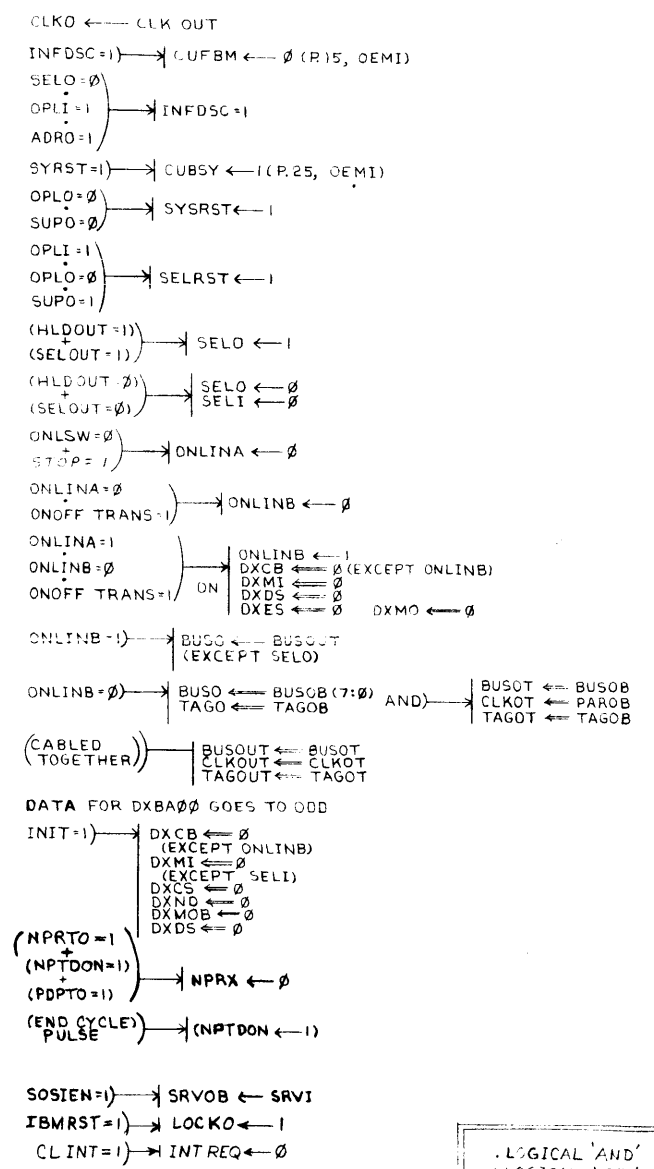 CLKO ← CLK OUT
INFDSC=1) → CUFBM ← Ø (P.15, OEMI)
SELO=Ø
·
OPLI=1 → INFDSC=1
·
ADRO=1
SYRST=1) → CUBSY ← 1 (P.25, OEMI)
OPLO=Ø
· → SYSRST ← 1
SUPO=Ø
OPLI=1
·
OPLO=Ø → SELRST ← 1
·
SUPO=1
(HLDOUT=1)
+ → SELO ← 1
(SELOUT=1)
(HLDOUT=Ø) SELO ← Ø
+ → SELI ← Ø
(SELOUT=Ø)
ONLSW=Ø
+ → ONLINA ← Ø
STOP=1
ONLINA=Ø
· → ONLINB ← Ø
ONOFF TRANS=1
ONLINA=1 ONLINB ← 1
· DXCB ⇐ Ø (EXCEPT ONLINB)
ONLINB=Ø → ON DXMI ⇐ Ø
· DXDS ⇐ Ø
ONOFF TRANS=1 DXES ⇐ Ø DXMO ⇐ Ø
ONLINB=1) → BUSO ⇐ BUSOUT
(EXCEPT SELO)
ONLINB=Ø) → BUSO ⇐ BUSOB (7:Ø) AND) → BUSOT ⇐ BUSOB
TAGO ⇐ TAGOB CLKOT ← PAROB
TAGOT ⇐ TAGOB
(CABLED TOGETHER) BUSOUT ⇐ BUSOT
CLKOUT ⇐ CLKOT
TAGOUT ⇐ TAGOT
DATA FOR DXBAØØ GOES TO ODD
INIT=1) → DXCB ⇐ Ø
(EXCEPT ONLINB)
DXMI ⇐ Ø
(EXCEPT SELI)
DXCS ⇐ Ø
DXND ⇐ Ø
DXMOB ← Ø
DXDS ⇐ Ø
(NPRTO=1
+
(NPTDON=1) → NPRX ← Ø
+
(PDPTO=1)
(END CYCLE) → (NPTDON ← 1)
PULSE
SOSIEN=1) → SRVOB ← SRVI
IBMRST=1) → LOCKO ← 1
CLINT=1) → INTREQ ← Ø
. LOGICAL 'AND'